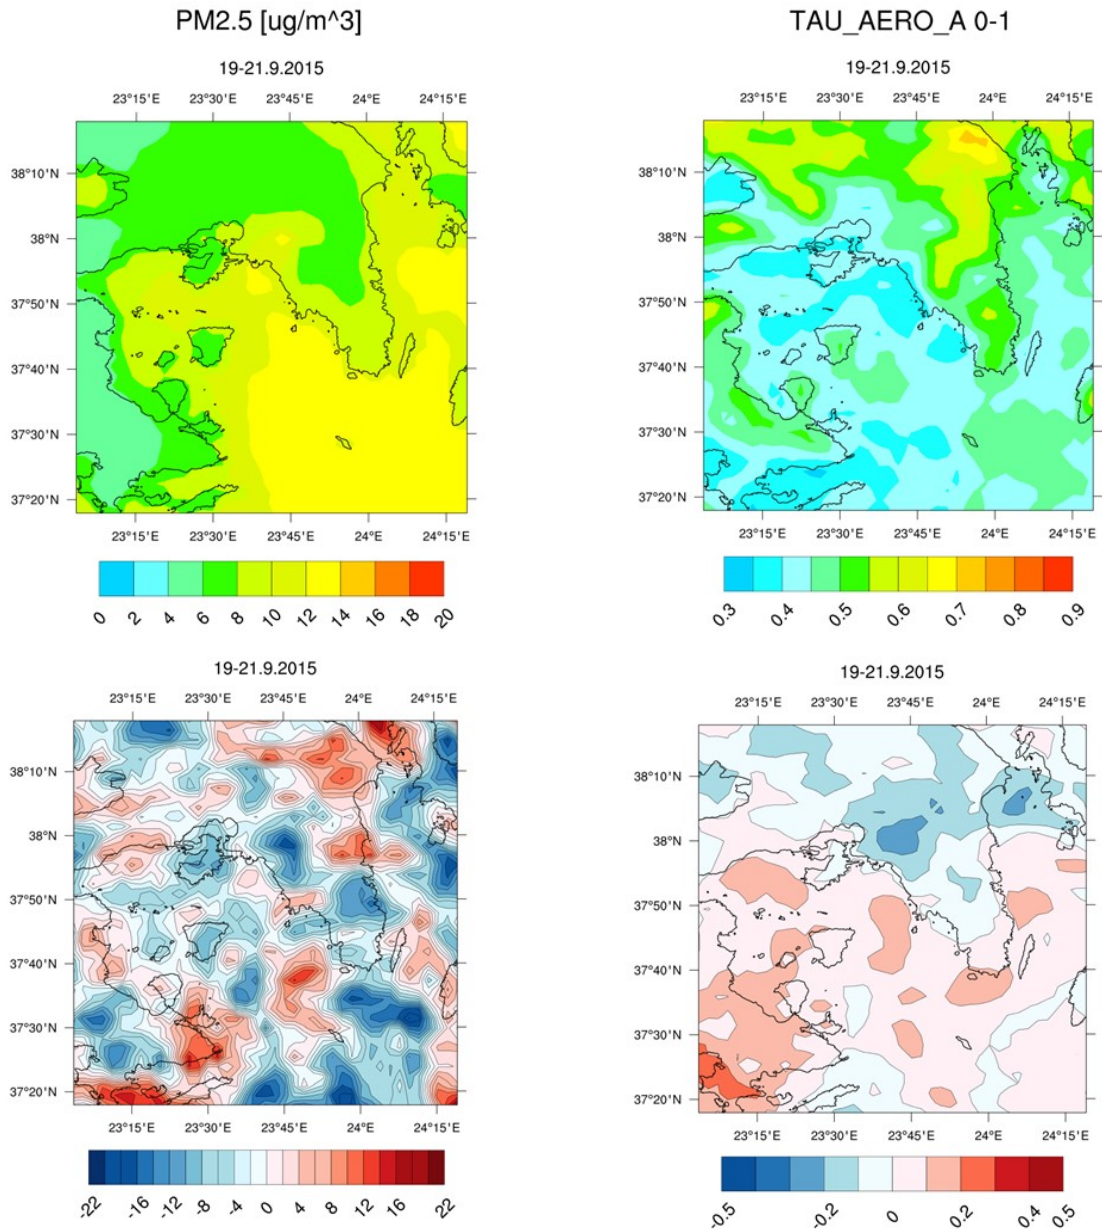 PM2.5 [ug/m^3]
TAU_AERO_A 0-1
19-21.9.2015
19-21.9.2015
23°15'E 23°30'E 23°45'E 24°E 24°15'E
23°15'E 23°30'E 23°45'E 24°E 24°15'E
38°10'N
38°N
37°50'N
37°40'N
37°30'N
37°20'N
38°10'N
38°N
37°50'N
37°40'N
37°30'N
37°20'N
23°15'E 23°30'E 23°45'E 24°E 24°15'E
23°15'E 23°30'E 23°45'E 24°E 24°15'E
0 2 4 6 8 10 12 14 16 18 20
0.3 0.4 0.5 0.6 0.7 0.8 0.9
19-21.9.2015
19-21.9.2015
23°15'E 23°30'E 23°45'E 24°E 24°15'E
23°15'E 23°30'E 23°45'E 24°E 24°15'E
38°10'N
38°N
37°50'N
37°40'N
37°30'N
37°20'N
38°10'N
38°N
37°50'N
37°40'N
37°30'N
37°20'N
23°15'E 23°30'E 23°45'E 24°E 24°15'E
23°15'E 23°30'E 23°45'E 24°E 24°15'E
-22 -16 -12 -8 -4 0 4 8 12 16 22
-0.5 -0.2 0 0.2 0.4 0.5